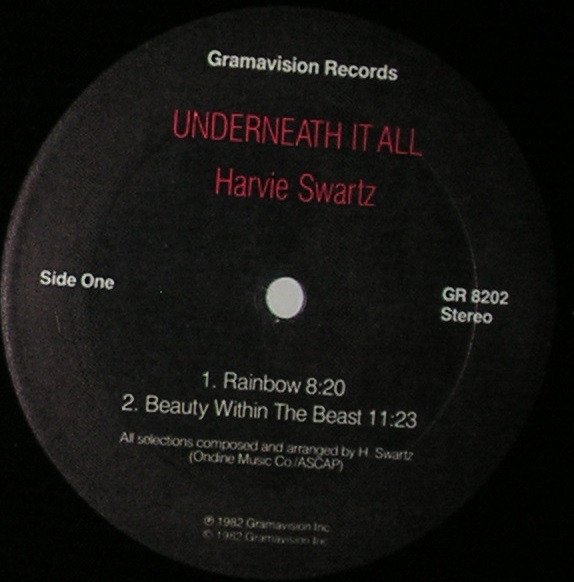 Gramavision Records
UNDERNEATH IT ALL
Harvie Swartz
Side One
GR 8202
Stereo
1. Rainbow 8:20
2. Beauty Within The Beast 11:23
All selections composed and arranged by H. Swartz
(Ondine Music Co./ASCAP)
℗ 1982 Gramavision Inc
© 1982 Gramavision Inc